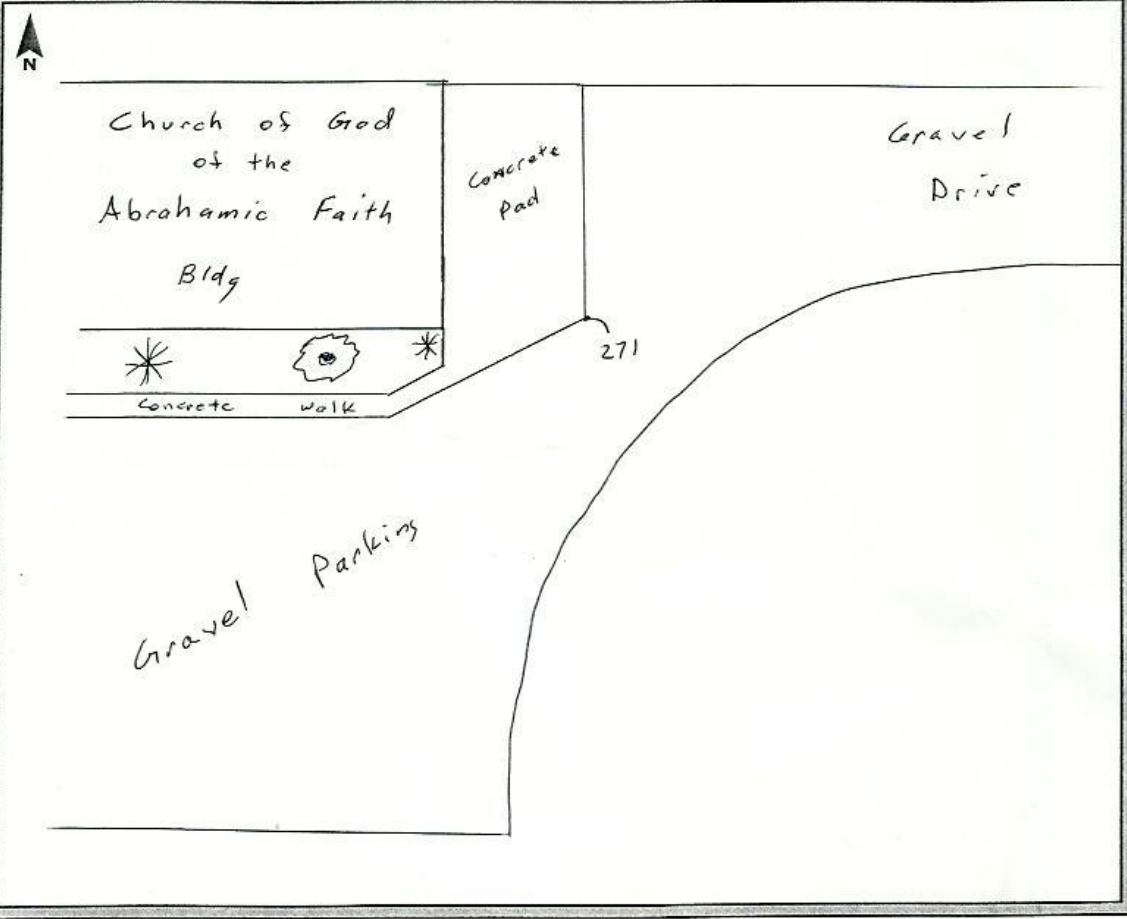 N
Church of God
of the
Abrahamic Faith
Bldg
Concrete
Pad
Gravel
Drive
271
Concrete Walk
Gravel Parking